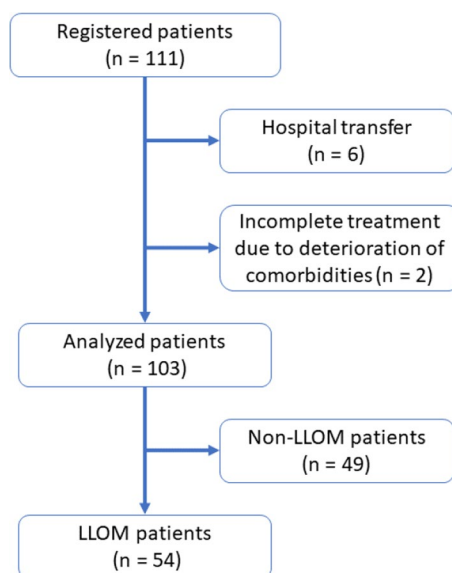 Registered patients
(n = 111)
Hospital transfer
(n = 6)
Incomplete treatment
due to deterioration of
comorbidities (n = 2)
Analyzed patients
(n = 103)
Non-LLOM patients
(n = 49)
LLOM patients
(n = 54)